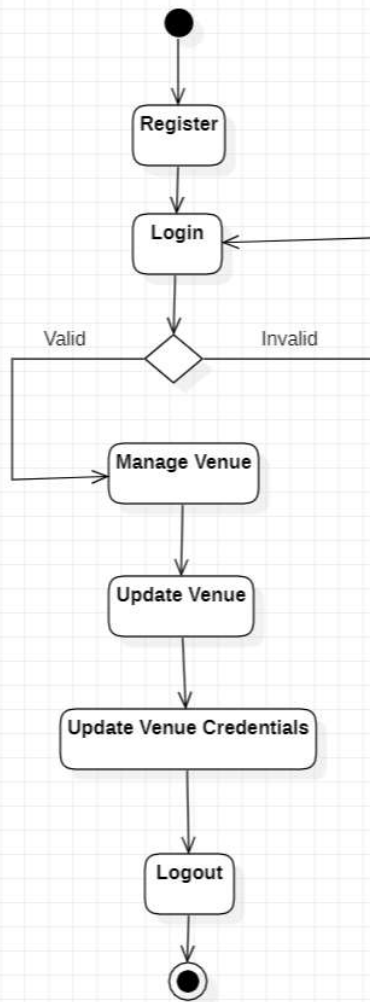 Register
Login
Valid
Invalid
Manage Venue
Update Venue
Update Venue Credentials
Logout